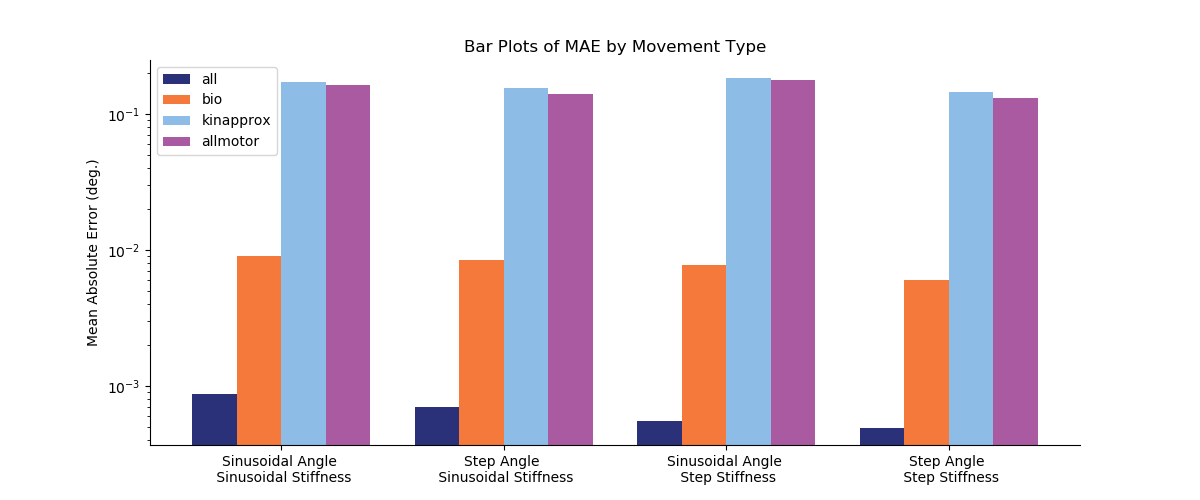 Bar Plots of MAE by Movement Type
all
bio
kinapprox
allmotor
Mean Absolute Error (deg.)
10⁻¹
10⁻²
10⁻³
Sinusoidal Angle
Sinusoidal Stiffness
Step Angle
Sinusoidal Stiffness
Sinusoidal Angle
Step Stiffness
Step Angle
Step Stiffness